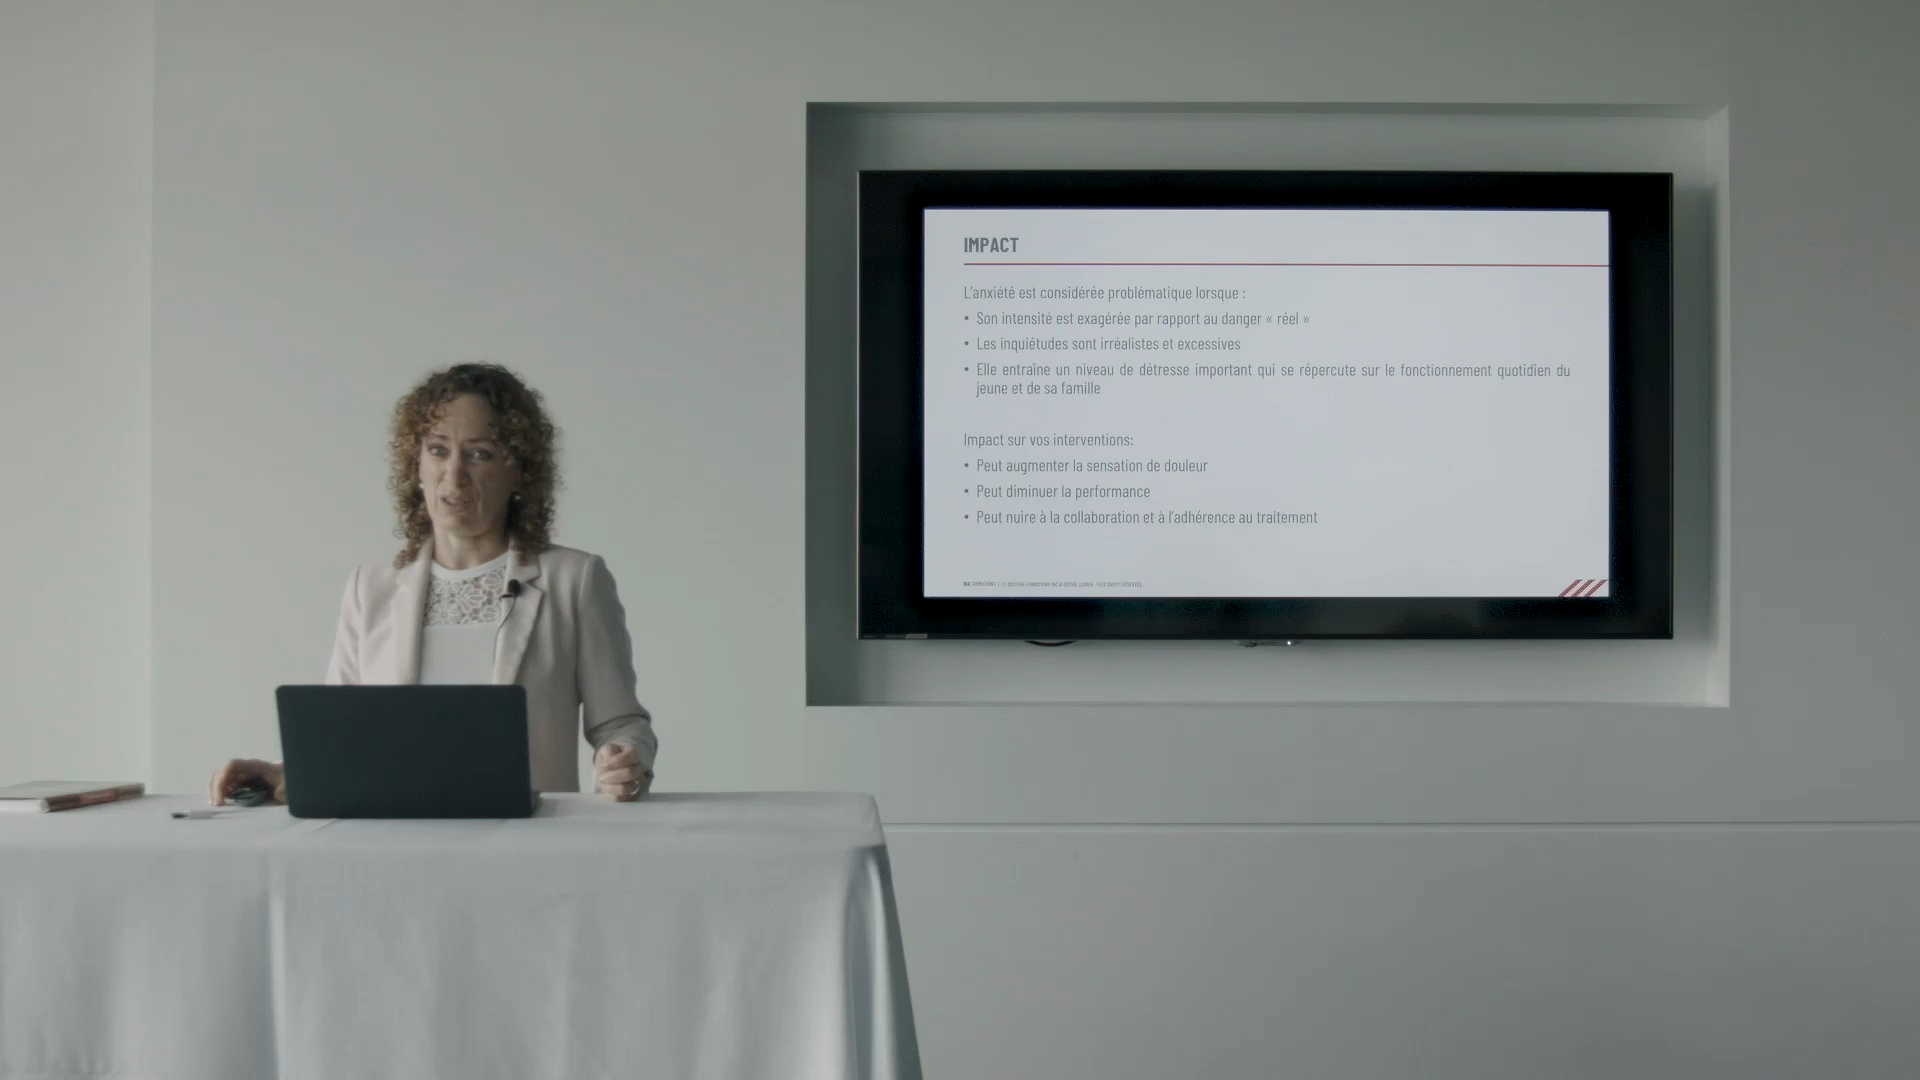 IMPACT
L'anxiété est considérée problématique lorsque :
• Son intensité est exagérée par rapport au danger « réel »
• Les inquiétudes sont irréalistes et excessives
• Elle entraîne un niveau de détresse important qui se répercute sur le fonctionnement quotidien du
jeune et de sa famille
Impact sur vos interventions:
• Peut augmenter la sensation de douleur
• Peut diminuer la performance
• Peut nuire à la collaboration et à l'adhérence au traitement